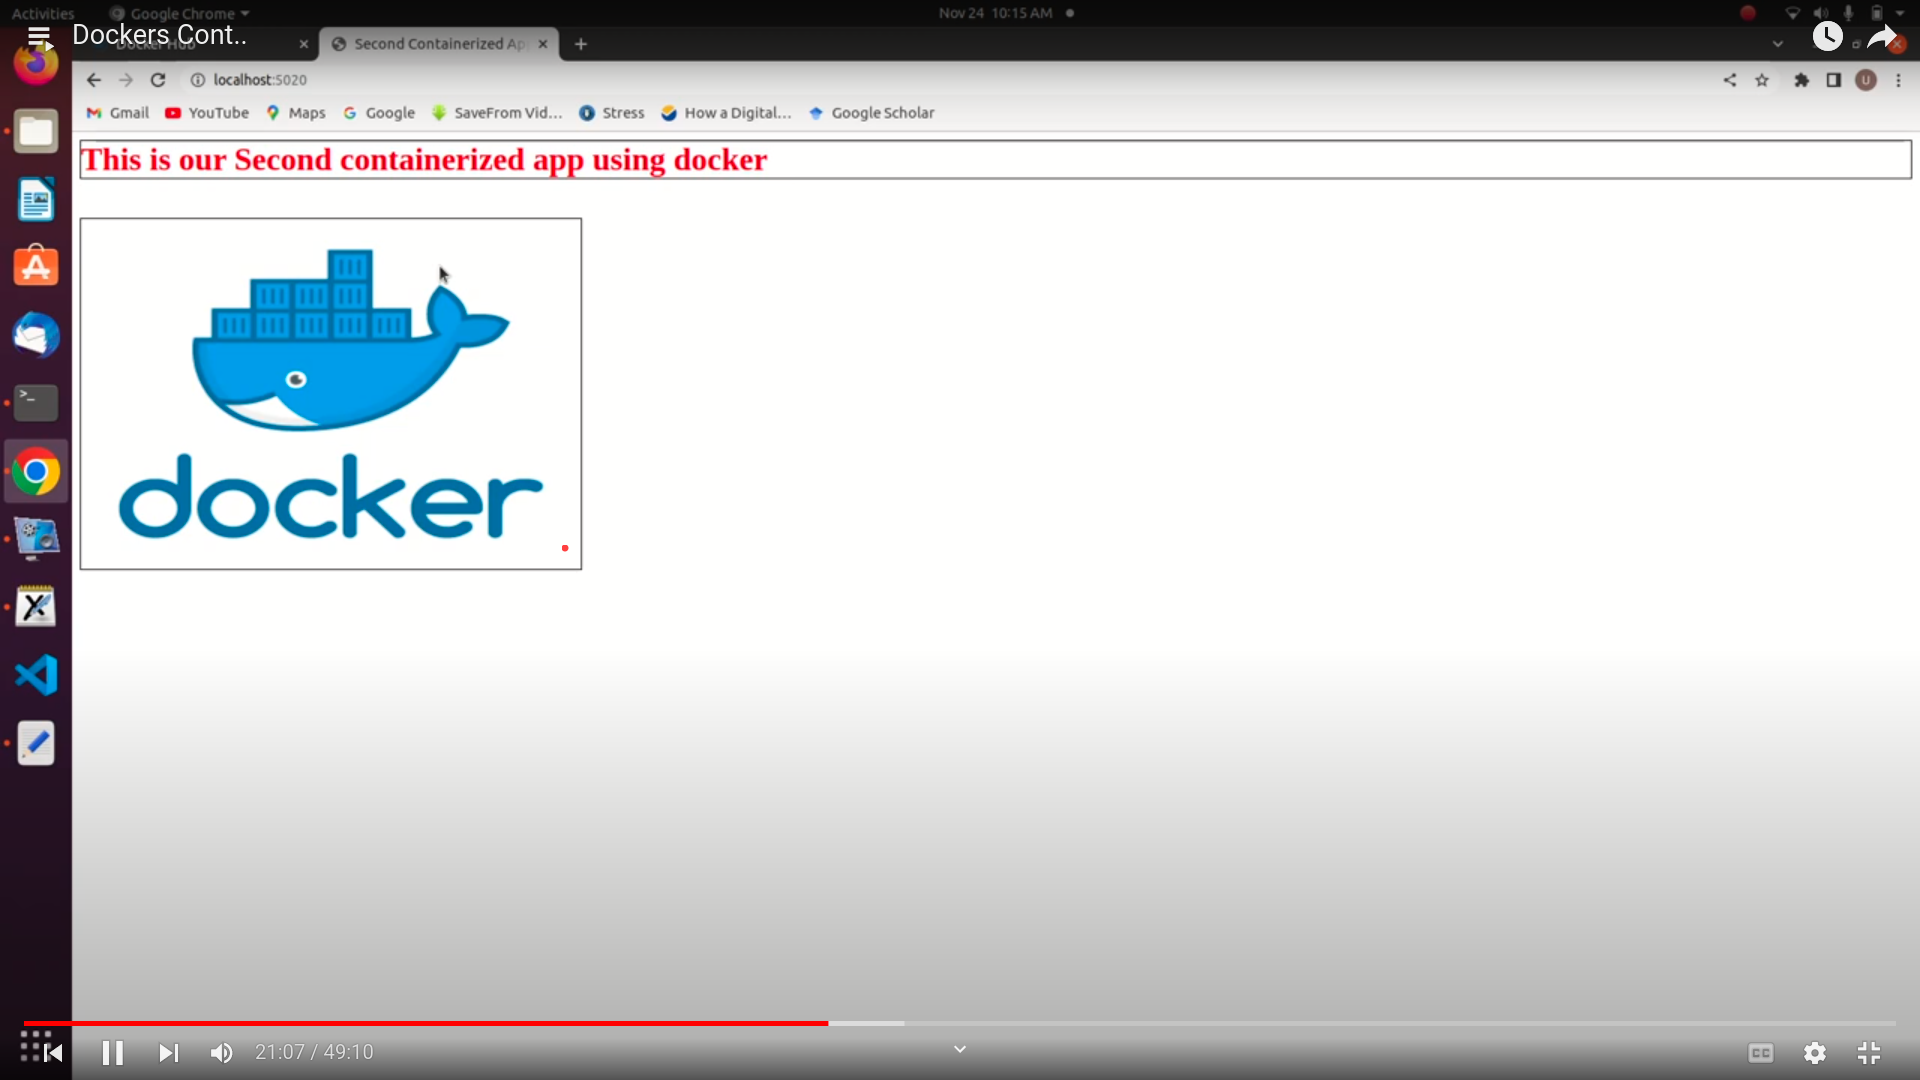 Activities
Google Chrome
Nov 24 10:15 AM
Dockers Cont..
Docker Hub
Second Containerized Ap
localhost:5020
U
Gmail
YouTube
Maps
Google
SaveFrom Vid...
Stress
How a Digital...
Google Scholar
This is our Second containerized app using docker
docker
21:07 / 49:10
CC